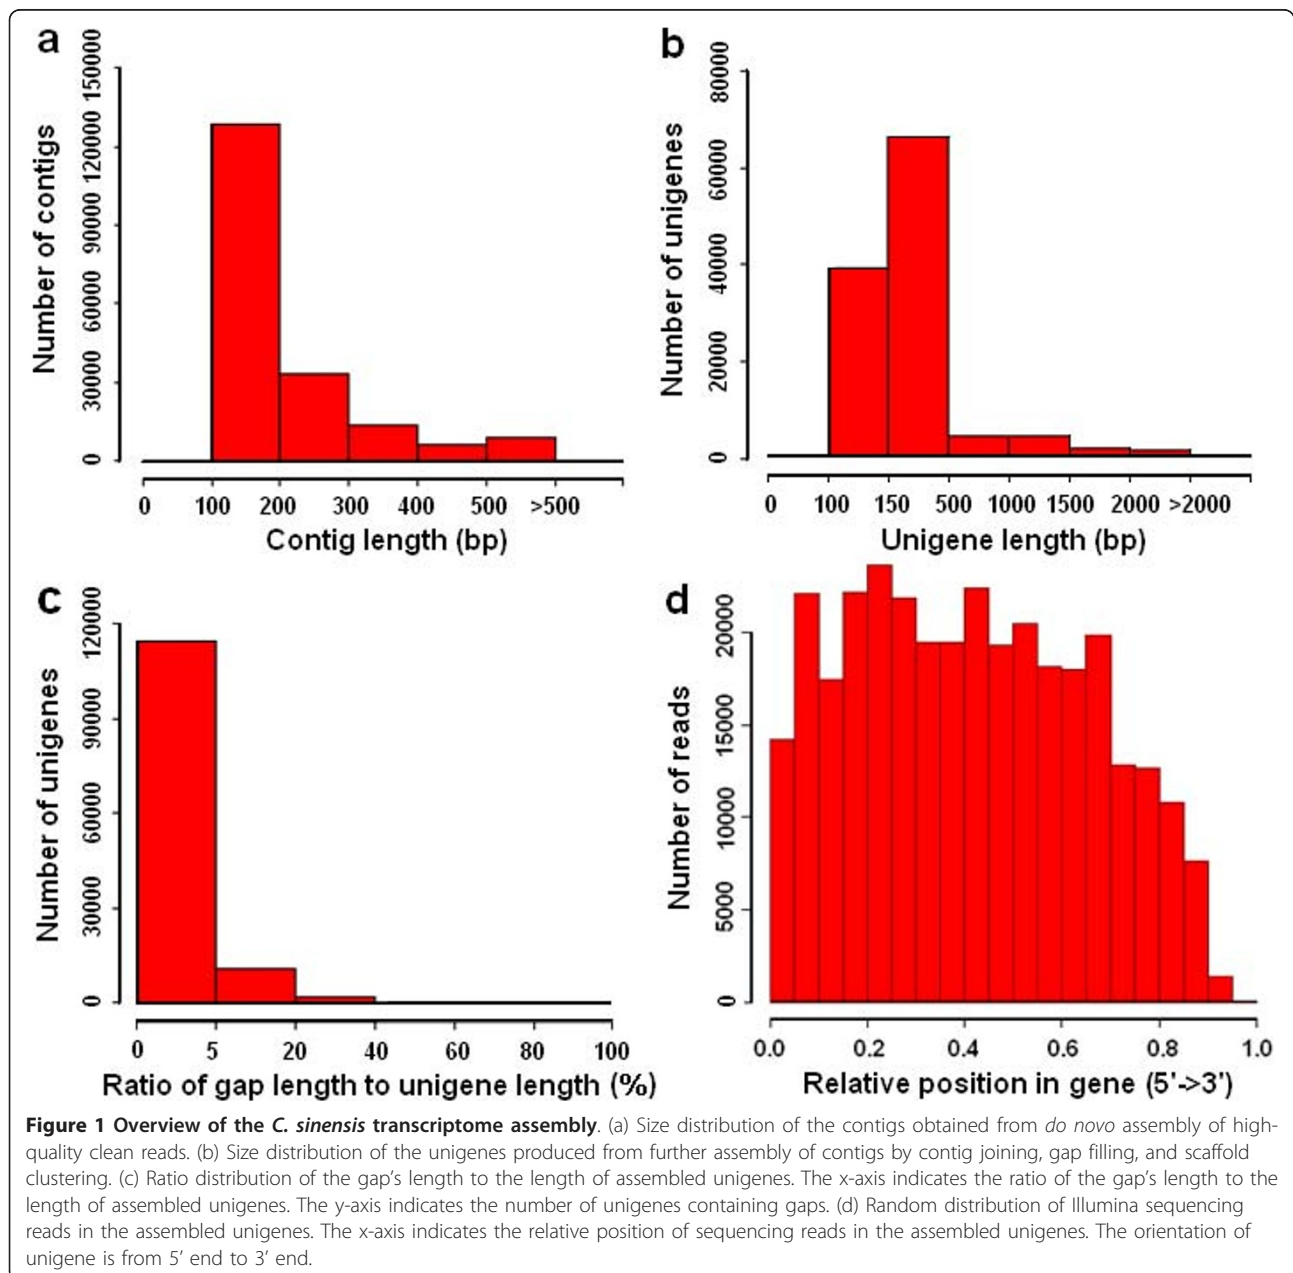 a
Number of contigs
0 30000 60000 90000 120000 150000
0 100 200 300 400 500 >500
Contig length (bp)
b
Number of unigenes
0 20000 40000 60000 80000
0 100 150 500 1000 1500 2000 >2000
Unigene length (bp)
c
Number of unigenes
0 30000 60000 90000 120000
0 5 20 40 60 80 100
Ratio of gap length to unigene length (%)
d
Number of reads
0 5000 10000 15000 20000
0.0 0.2 0.4 0.6 0.8 1.0
Relative position in gene (5'->3')
Figure 1 Overview of the C. sinensis transcriptome assembly. (a) Size distribution of the contigs obtained from do novo assembly of high-
quality clean reads. (b) Size distribution of the unigenes produced from further assembly of contigs by contig joining, gap filling, and scaffold
clustering. (c) Ratio distribution of the gap's length to the length of assembled unigenes. The x-axis indicates the ratio of the gap's length to the
length of assembled unigenes. The y-axis indicates the number of unigenes containing gaps. (d) Random distribution of Illumina sequencing
reads in the assembled unigenes. The x-axis indicates the relative position of sequencing reads in the assembled unigenes. The orientation of
unigene is from 5' end to 3' end.